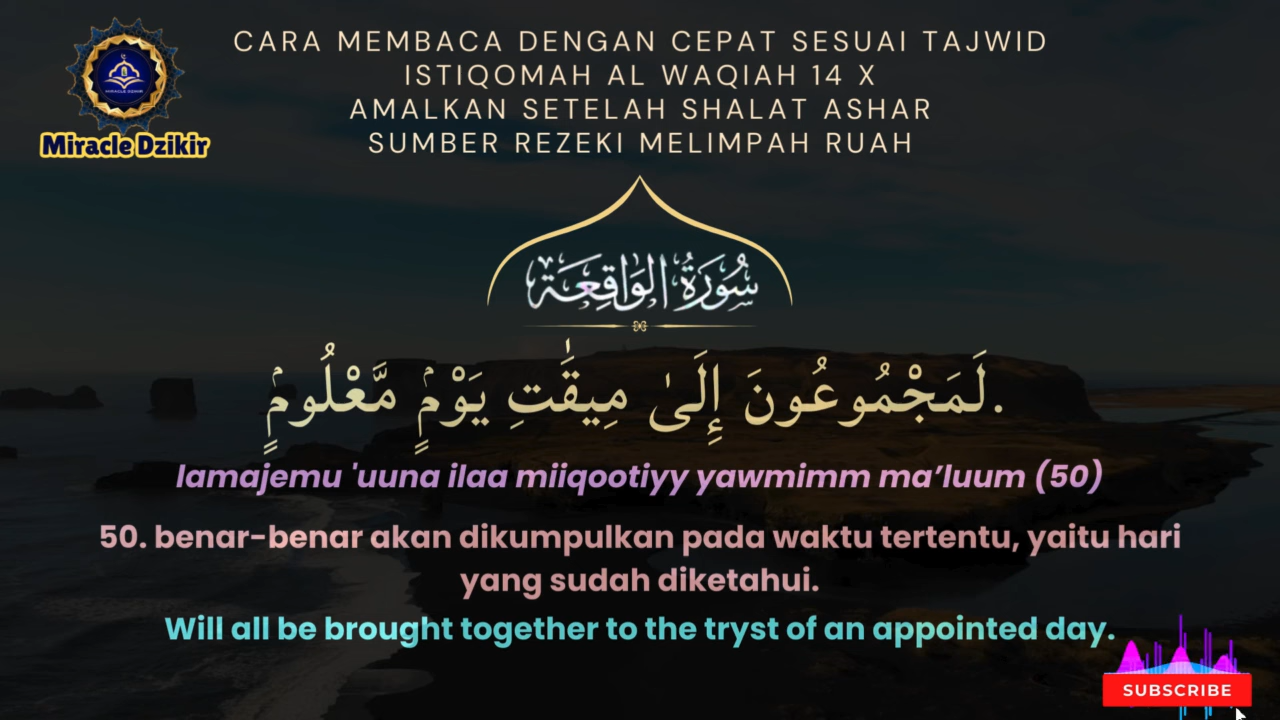 CARA MEMBACA DENGAN CEPAT SESUAI TAJWID
ISTIQOMAH AL WAQIAH 14 X
AMALKAN SETELAH SHALAT ASHAR
SUMBER REZEKI MELIMPAH RUAH
MIRACLE DZIKIR
Miracle Dzikir
سُوْرَةُ الْوَاقِعَة
لَمَجْمُوعُونَ إِلَىٰ مِيقَٰتِ يَوْمٍۢ مَّعْلُومٍۢ.
lamajemu 'uuna ilaa miiqootiyy yawmimm ma’luum (50)
50. benar-benar akan dikumpulkan pada waktu tertentu, yaitu hari
yang sudah diketahui.
Will all be brought together to the tryst of an appointed day.
SUBSCRIBE